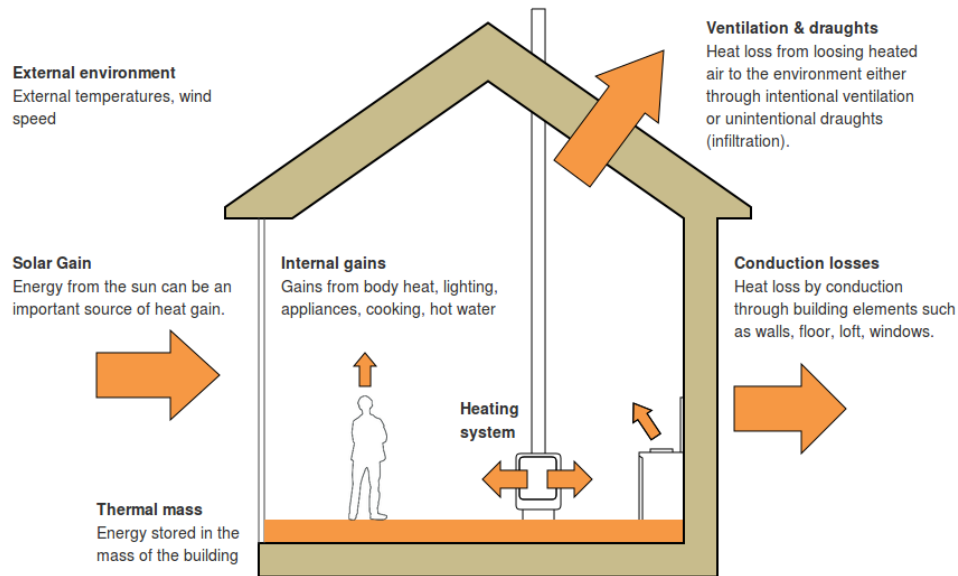 External environment
External temperatures, wind
speed
Ventilation & draughts
Heat loss from loosing heated
air to the environment either
through intentional ventilation
or unintentional draughts
(infiltration).
Solar Gain
Energy from the sun can be an
important source of heat gain.
Internal gains
Gains from body heat, lighting,
appliances, cooking, hot water
Conduction losses
Heat loss by conduction
through building elements such
as walls, floor, loft, windows.
Heating
system
Thermal mass
Energy stored in the
mass of the building